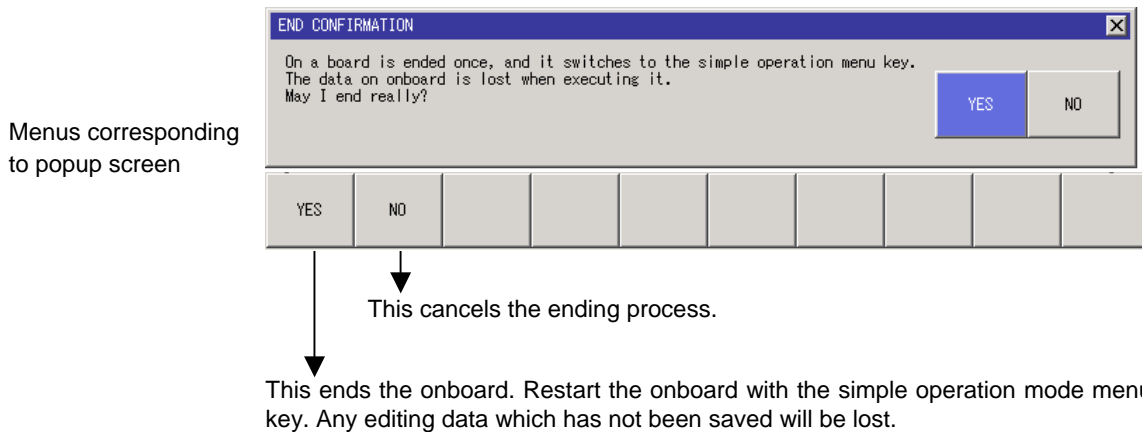 END CONFIRMATION
On a board is ended once, and it switches to the simple operation menu key.
The data on onboard is lost when executing it.
May I end really?
YES NO
Menus corresponding
to popup screen
YES NO
This cancels the ending process.
This ends the onboard. Restart the onboard with the simple operation mode menu
key. Any editing data which has not been saved will be lost.